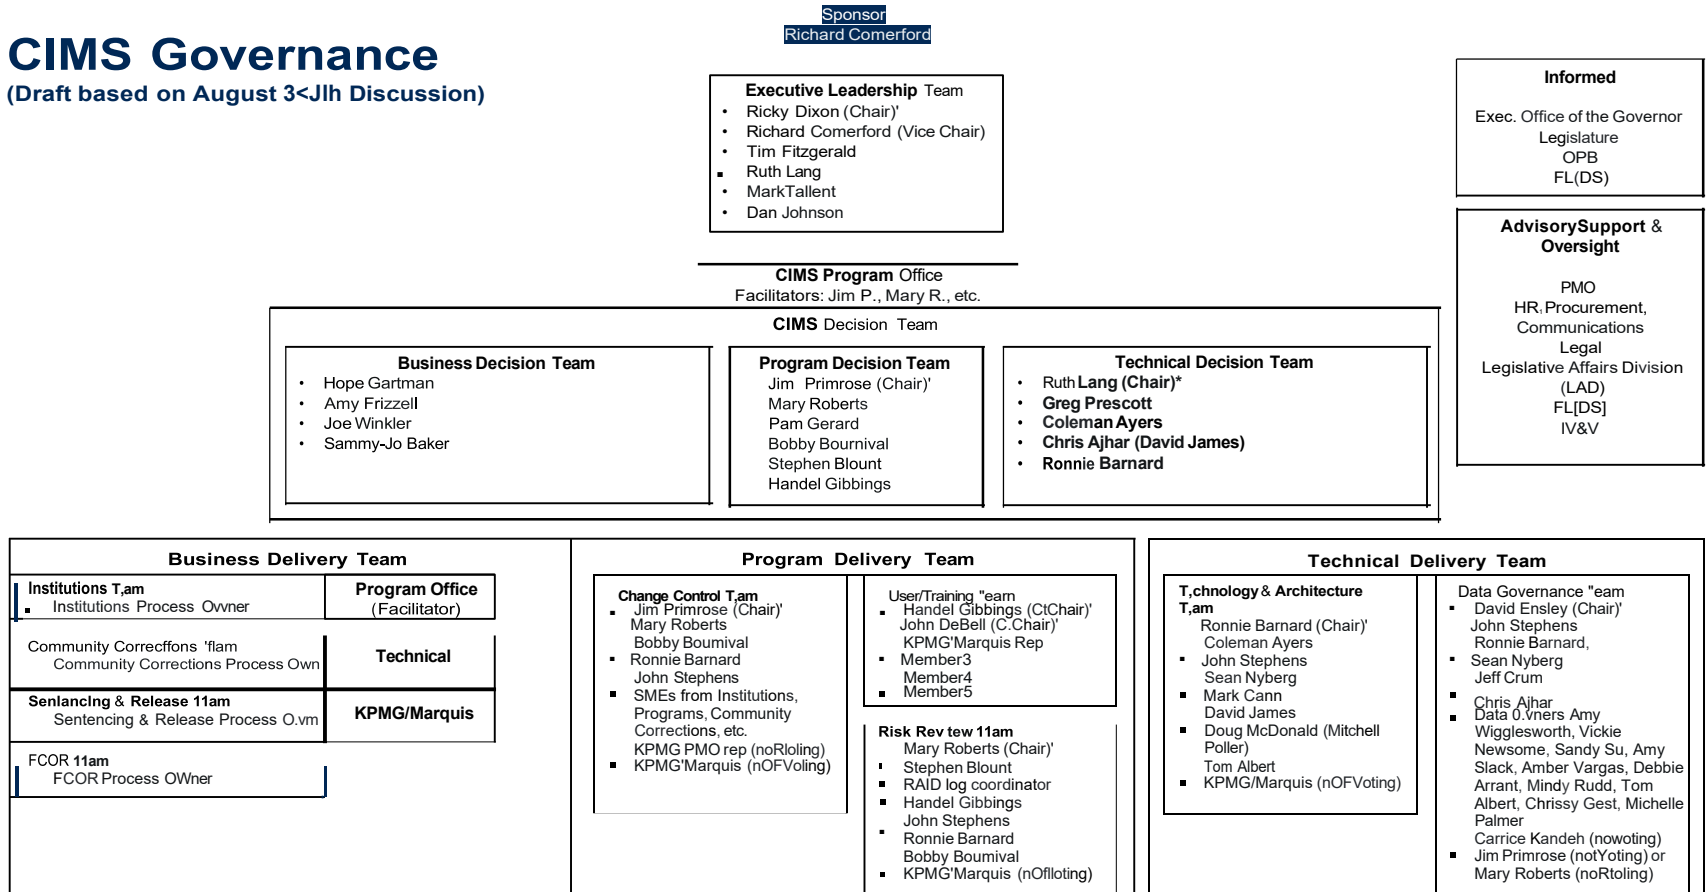 Sponsor
Richard Comerford
CIMS Governance
(Draft based on August 3<Jlh Discussion)
Executive Leadership Team
• Ricky Dixon (Chair)'
• Richard Comerford (Vice Chair)
• Tim Fitzgerald
▪ Ruth Lang
• MarkTallent
• Dan Johnson
Informed
Exec. Office of the Governor
Legislature
OPB
FL(DS)
AdvisorySupport &
Oversight
PMO
HR, Procurement,
Communications
Legal
Legislative Affairs Division
(LAD)
FL[DS]
IV&V
CIMS Program Office
Facilitators: Jim P., Mary R., etc.
CIMS Decision Team
Business Decision Team
• Hope Gartman
• Amy Frizzell
• Joe Winkler
• Sammy-Jo Baker
Program Decision Team
Jim Primrose (Chair)'
Mary Roberts
Pam Gerard
Bobby Bournival
Stephen Blount
Handel Gibbings
Technical Decision Team
• Ruth Lang (Chair)*
• Greg Prescott
• Coleman Ayers
• Chris Ajhar (David James)
• Ronnie Barnard
Business Delivery Team
Institutions T,am
▪ Institutions Process Ovvner
Community Correcffons 'flam
Community Corrections Process Own
Senlanclng & Release 11am
Sentencing & Release Process O.vm
FCOR 11am
FCOR Process OWner
Program Office
(Facilitator)
Technical
KPMG/Marquis
Program Delivery Team
Change Control T,am
▪ Jim Primrose (Chair)'
Mary Roberts
Bobby Boumival
▪ Ronnie Barnard
John Stephens
▪ SMEs from Institutions,
Programs, Community
Corrections, etc.
KPMG PMO rep (noRloling)
▪ KPMG'Marquis (nOFVoling)
User/Training "earn
▪ Handel Gibbings (CtChair)'
John DeBell (C.Chair)'
KPMG'Marquis Rep
▪ Member3
Member4
▪ Member5
Risk Rev tew 11am
Mary Roberts (Chair)'
▪ Stephen Blount
▪ RAID log coordinator
▪ Handel Gibbings
John Stephens
▪ Ronnie Barnard
Bobby Boumival
▪ KPMG'Marquis (nOflloting)
Technical Delivery Team
T,chnology & Architecture
T,am
Ronnie Barnard (Chair)'
Coleman Ayers
▪ John Stephens
Sean Nyberg
▪ Mark Cann
David James
▪ Doug McDonald (Mitchell
Poller)
Tom Albert
▪ KPMG/Marquis (nOFVoting)
Data Governance "eam
▪ David Ensley (Chair)'
John Stephens
Ronnie Barnard,
▪ Sean Nyberg
Jeff Crum
▪ Chris Ajhar
▪ Data 0.vners Amy
Wigglesworth, Vickie
Newsome, Sandy Su, Amy
Slack, Amber Vargas, Debbie
Arrant, Mindy Rudd, Tom
Albert, Chrissy Gest, Michelle
Palmer
Carrice Kandeh (nowoting)
▪ Jim Primrose (notYoting) or
Mary Roberts (noRtoling)